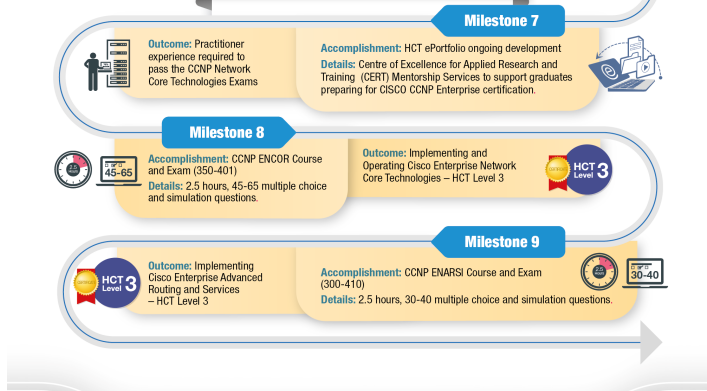 Milestone 7
Outcome: Practitioner
experience required to
pass the CCNP Network
Core Technologies Exams
Accomplishment: HCT ePortfolio ongoing development
Details: Centre of Excellence for Applied Research and
Training (CERT) Mentorship Services to support graduates
preparing for CISCO CCNP Enterprise certification.
Milestone 8
2.5
45-65
Accomplishment: CCNP ENCOR Course
and Exam (350-401)
Details: 2.5 hours, 45-65 multiple choice
and simulation questions.
Outcome: Implementing and
Operating Cisco Enterprise Network
Core Technologies – HCT Level 3
HCT
Level 3
Milestone 9
HCT
Level 3
Outcome: Implementing
Cisco Enterprise Advanced
Routing and Services
– HCT Level 3
Accomplishment: CCNP ENARSI Course and Exam
(300-410)
Details: 2.5 hours, 30-40 multiple choice and simulation questions.
2.5
30-40